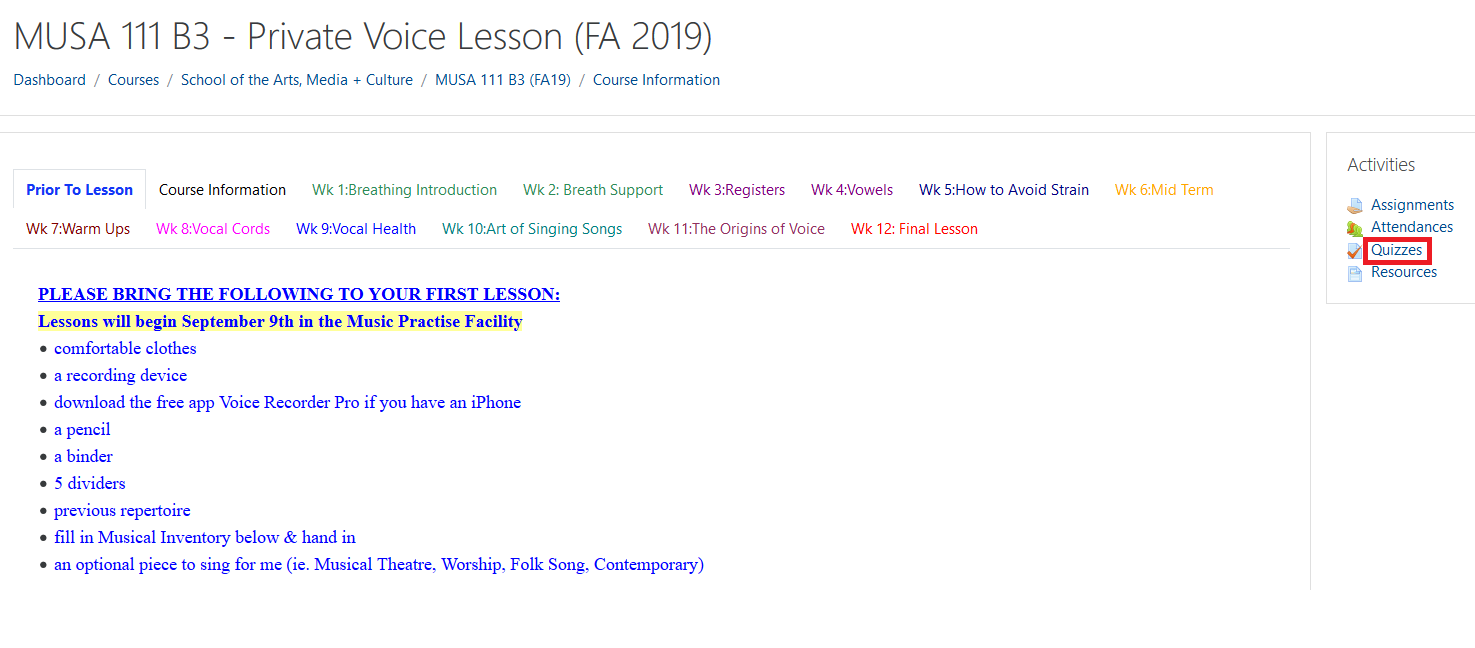 MUSA 111 B3 - Private Voice Lesson (FA 2019)
Dashboard / Courses / School of the Arts, Media + Culture / MUSA 111 B3 (FA19) / Course Information
Prior To Lesson Course Information Wk 1:Breathing Introduction Wk 2: Breath Support Wk 3:Registers Wk 4:Vowels Wk 5:How to Avoid Strain Wk 6:Mid Term
Wk 7:Warm Ups Wk 8:Vocal Cords Wk 9:Vocal Health Wk 10:Art of Singing Songs Wk 11:The Origins of Voice Wk 12: Final Lesson
PLEASE BRING THE FOLLOWING TO YOUR FIRST LESSON:
Lessons will begin September 9th in the Music Practise Facility
• comfortable clothes
• a recording device
• download the free app Voice Recorder Pro if you have an iPhone
• a pencil
• a binder
• 5 dividers
• previous repertoire
• fill in Musical Inventory below & hand in
• an optional piece to sing for me (ie. Musical Theatre, Worship, Folk Song, Contemporary)
Activities
Assignments
Attendances
Quizzes
Resources